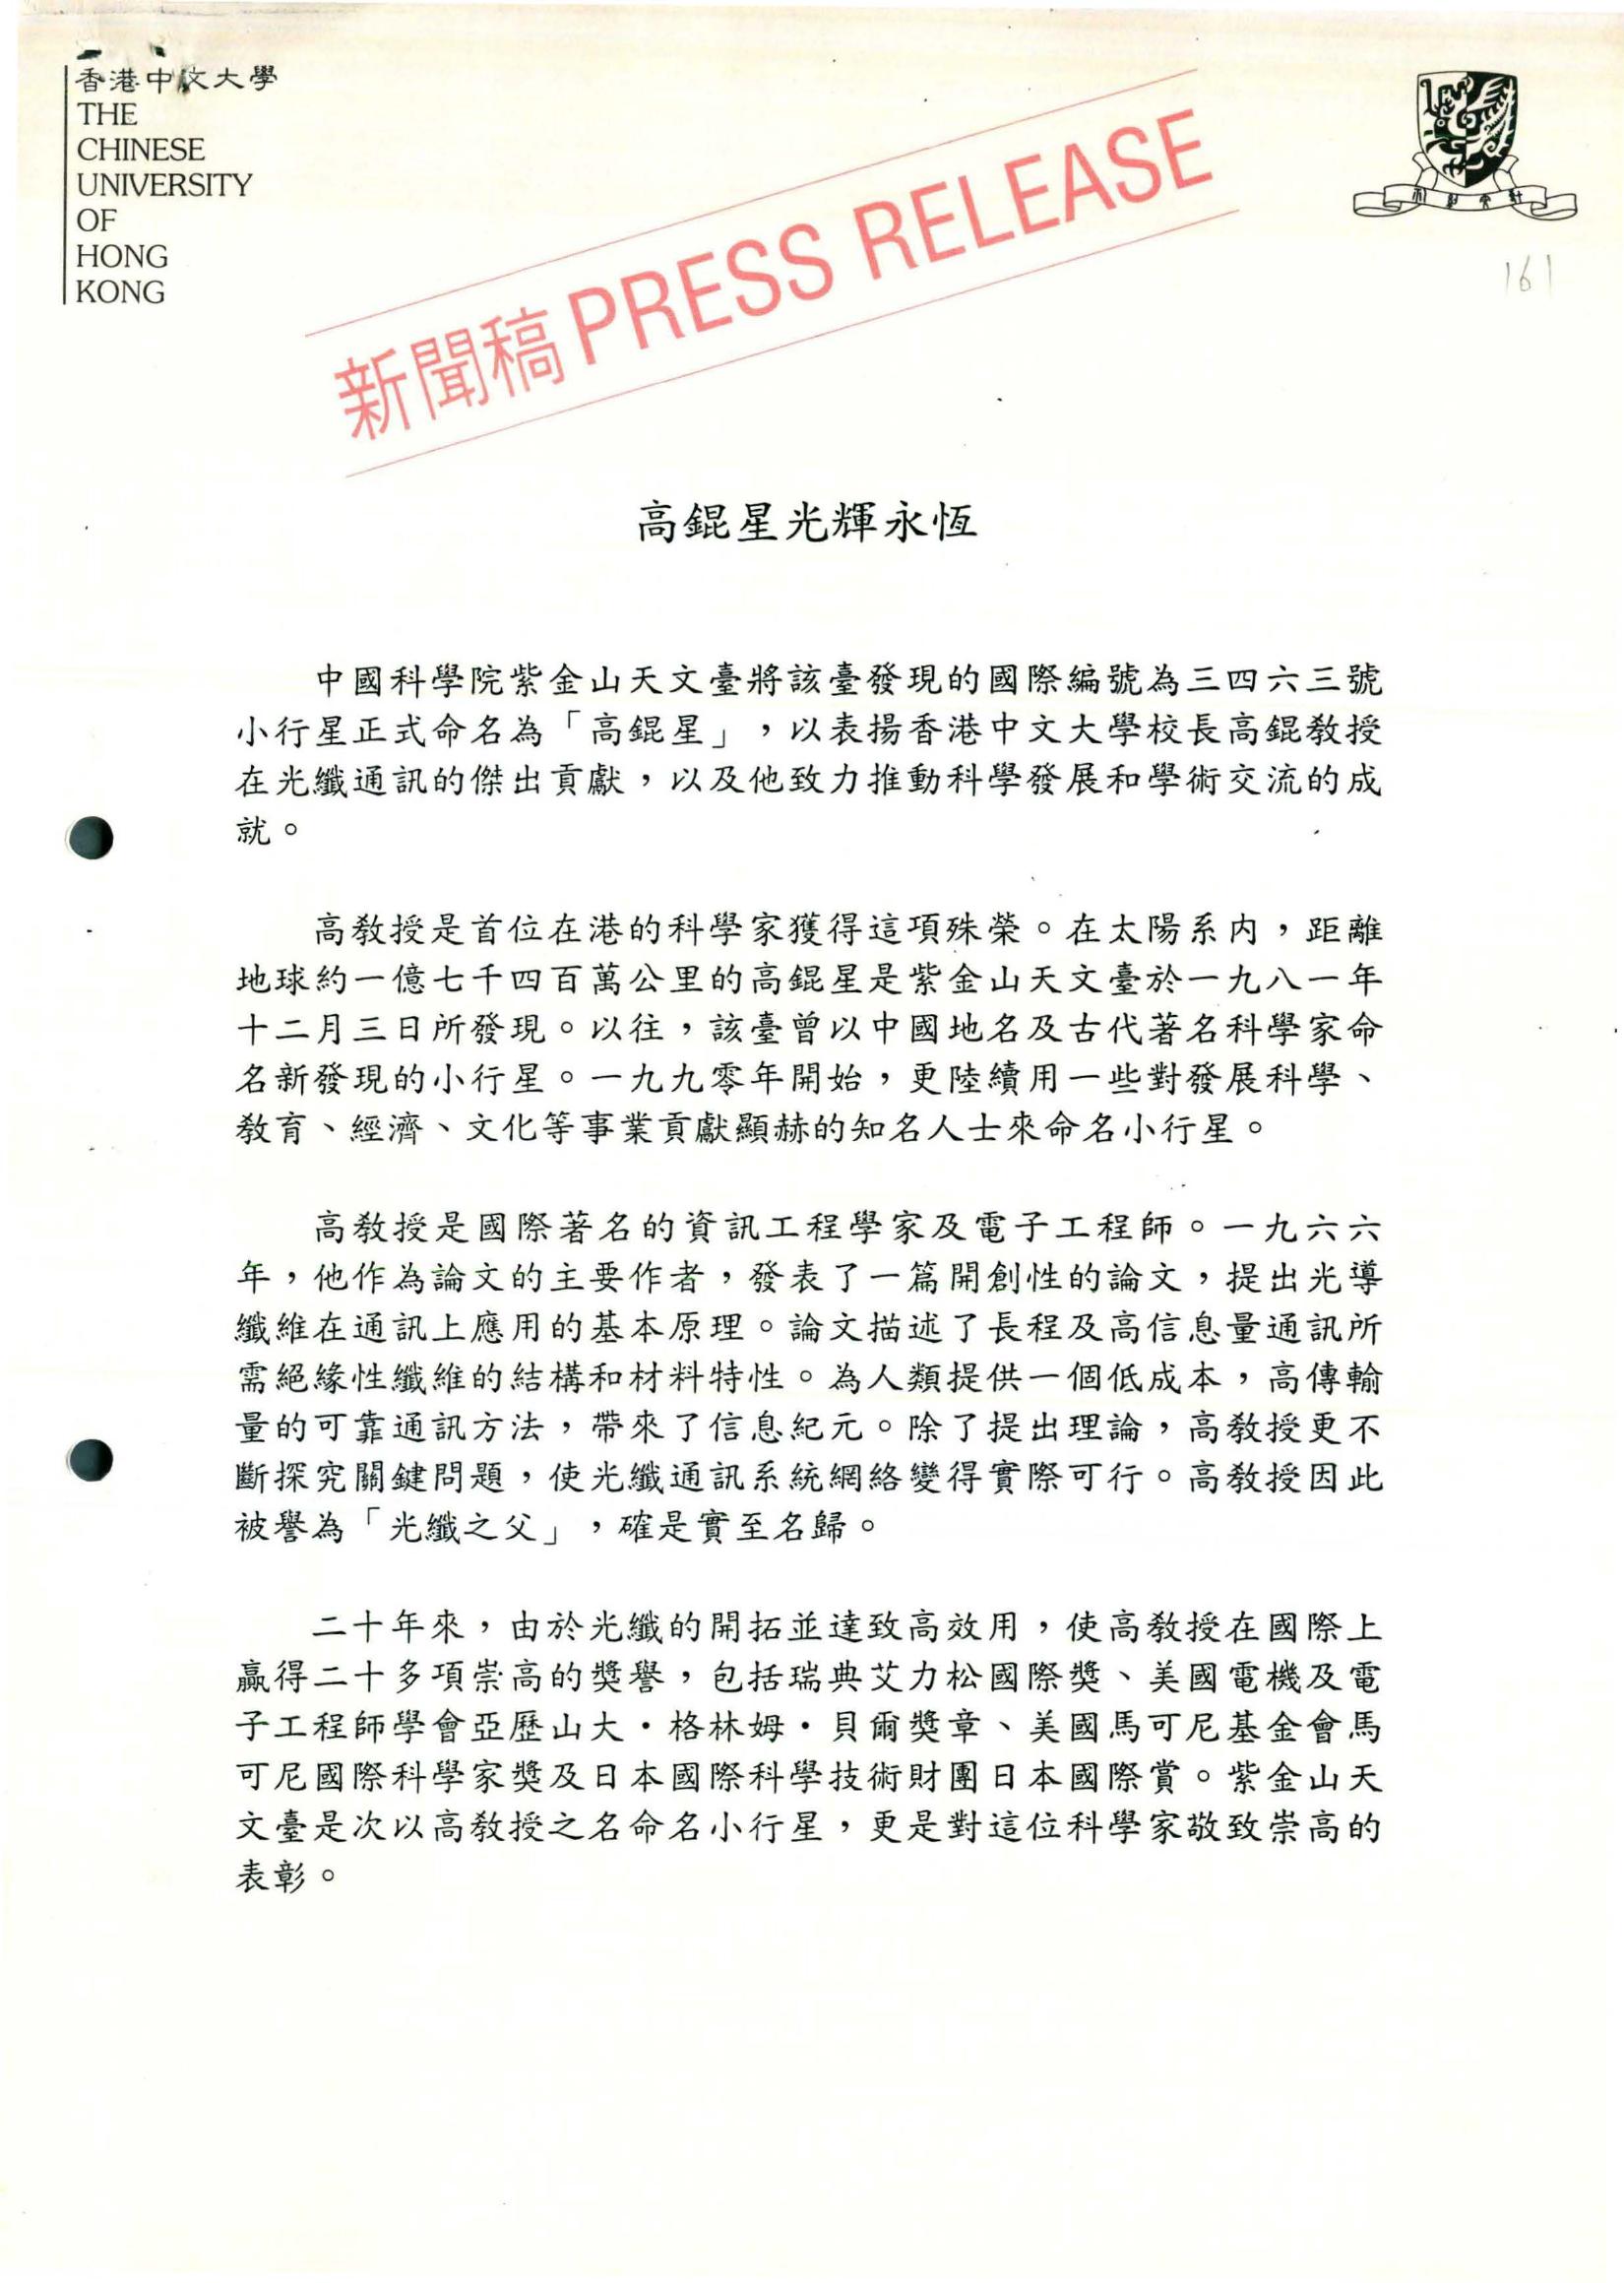 香港中文大學
THE
CHINESE
UNIVERSITY
OF
HONG
KONG
新聞稿 PRESS RELEASE
161
高錕星光輝永恆
中國科學院紫金山天文臺將該臺發現的國際編號為三四六三號
小行星正式命名為「高錕星」，以表揚香港中文大學校長高錕教授
在光纖通訊的傑出貢獻，以及他致力推動科學發展和學術交流的成
就。
高教授是首位在港的科學家獲得這項殊榮。在太陽系內，距離
地球約一億七千四百萬公里的高錕星是紫金山天文臺於一九八一年
十二月三日所發現。以往，該臺曾以中國地名及古代著名科學家命
名新發現的小行星。一九九零年開始，更陸續用一些對發展科學、
教育、經濟、文化等事業貢獻顯赫的知名人士來命名小行星。
高教授是國際著名的資訊工程學家及電子工程師。一九六六
年，他作為論文的主要作者，發表了一篇開創性的論文，提出光導
纖維在通訊上應用的基本原理。論文描述了長程及高信息量通訊所
需絕緣性纖維的結構和材料特性。為人類提供一個低成本，高傳輸
量的可靠通訊方法，帶來了信息紀元。除了提出理論，高教授更不
斷探究關鍵問題，使光纖通訊系統網絡變得實際可行。高教授因此
被譽為「光纖之父」，確是實至名歸。
二十年來，由於光纖的開拓並達致高效用，使高教授在國際上
贏得二十多項崇高的獎譽，包括瑞典艾力松國際獎、美國電機及電
子工程師學會亞歷山大・格林姆・貝爾獎章、美國馬可尼基金會馬
可尼國際科學家獎及日本國際科學技術財團日本國際賞。紫金山天
文臺是次以高教授之名命名小行星，更是對這位科學家敬致崇高的
表彰。